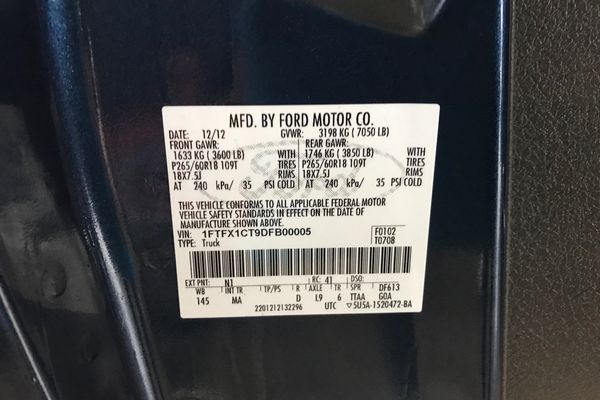 MFD. BY FORD MOTOR CO.
DATE: 12/12 GVWR: 3198 KG (7050 LB)
FRONT GAWR: REAR GAWR:
1633 KG (3600 LB) WITH 1746 KG (3850 LB) WITH
P265/60R18 109T TIRES P265/60R18 109T TIRES
18X7.5J RIMS 18X7.5J RIMS
AT 240 kPa/ 35 PSI COLD AT 240 kPa/ 35 PSI COLD
THIS VEHICLE CONFORMS TO ALL APPLICABLE FEDERAL MOTOR
VEHICLE SAFETY STANDARDS IN EFFECT ON THE DATE OF
MANUFACTURE SHOWN ABOVE.
VIN: 1FTFX1CT9DFB00005 F0102
TYPE: Truck T0708
EXT PNT: N1 RC: 41 DSO:
WB INT TR TP/PS R AXLE TR SPR DF613
145 MA D L9 6 TTAA GOA
2201212132296 UTC ▽5U5A-1520472-BA